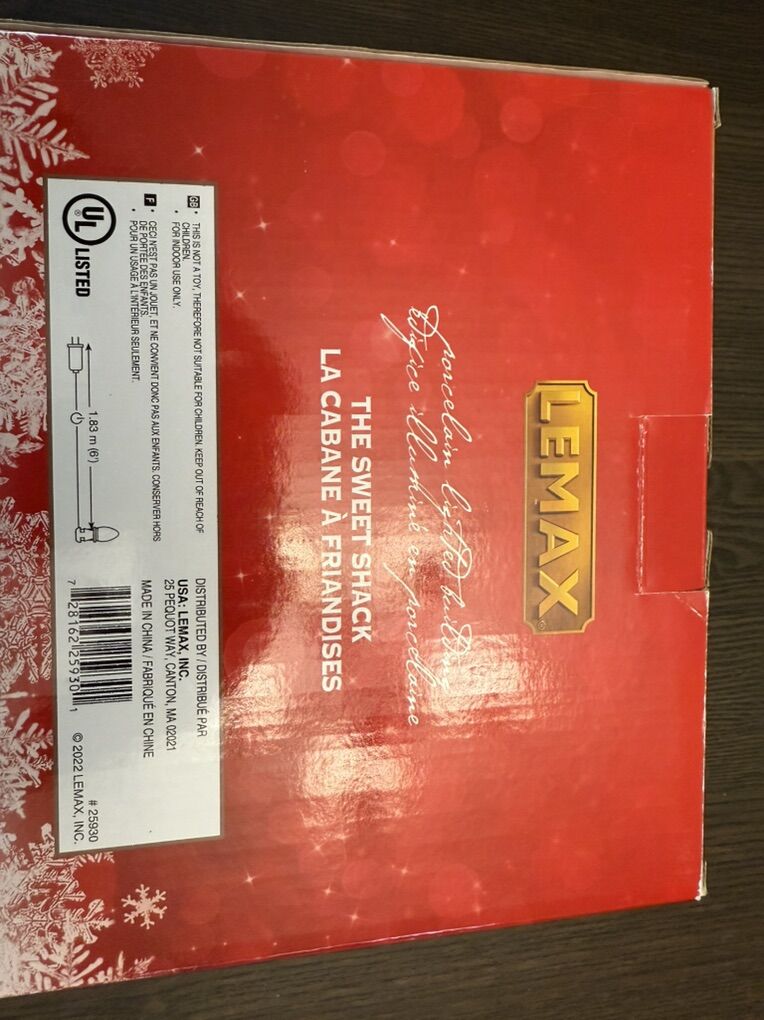 LEMAX®
Porcelain lighted building
Edifice illuminé en porcelaine
THE SWEET SHACK
LA CABANE À FRIANDISES
GB • THIS IS NOT A TOY, THEREFORE NOT SUITABLE FOR CHILDREN. KEEP OUT OF REACH OF
CHILDREN.
• FOR INDOOR USE ONLY.
F • CECI N'EST PAS UN JOUET, ET NE CONVIENT DONC PAS AUX ENFANTS. CONSERVER HORS
DE PORTÉE DES ENFANTS.
• POUR UN USAGE À L'INTÉRIEUR SEULEMENT.
UL® LISTED
1.83 m (6')
DISTRIBUTED BY / DISTRIBUÉ PAR
USA: LEMAX, INC.
25 PEQUOT WAY, CANTON, MA 02021
MADE IN CHINA / FABRIQUÉ EN CHINE
7 28162 25930 1
# 25930
© 2022 LEMAX, INC.